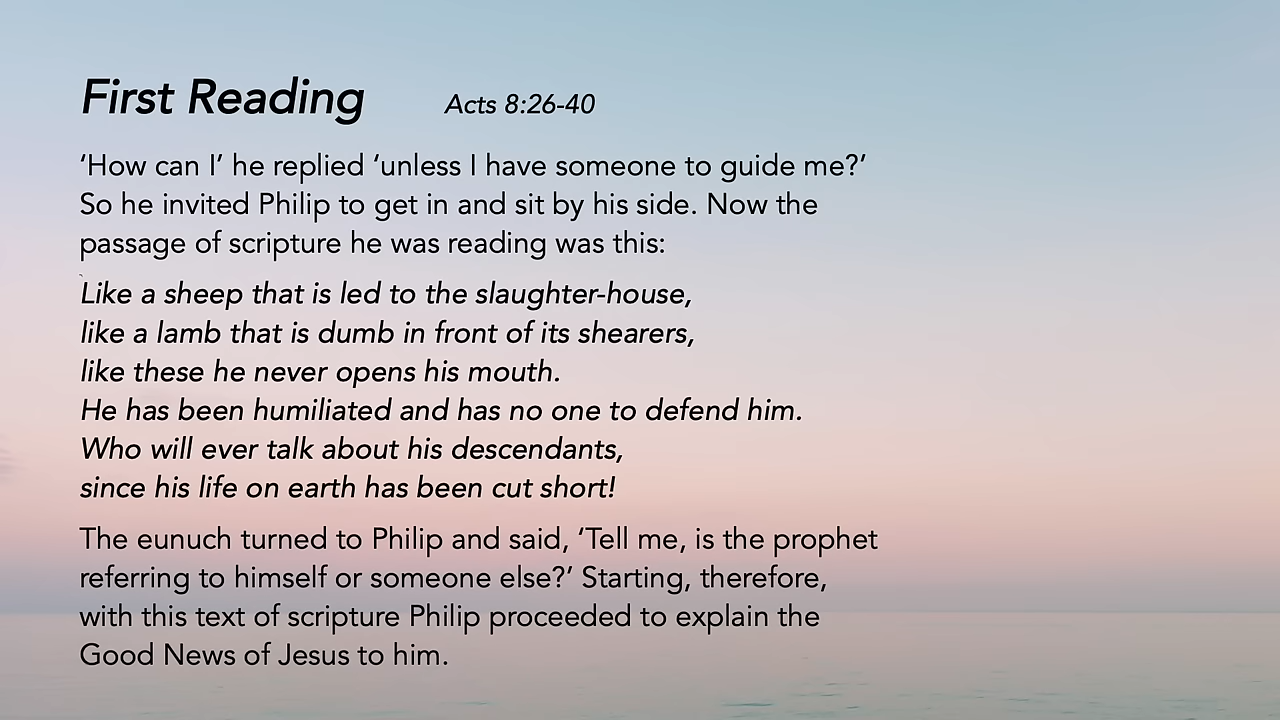 First Reading Acts 8:26-40
‘How can I’ he replied ‘unless I have someone to guide me?’
So he invited Philip to get in and sit by his side. Now the
passage of scripture he was reading was this:
Like a sheep that is led to the slaughter-house,
like a lamb that is dumb in front of its shearers,
like these he never opens his mouth.
He has been humiliated and has no one to defend him.
Who will ever talk about his descendants,
since his life on earth has been cut short!
The eunuch turned to Philip and said, ‘Tell me, is the prophet
referring to himself or someone else?’ Starting, therefore,
with this text of scripture Philip proceeded to explain the
Good News of Jesus to him.